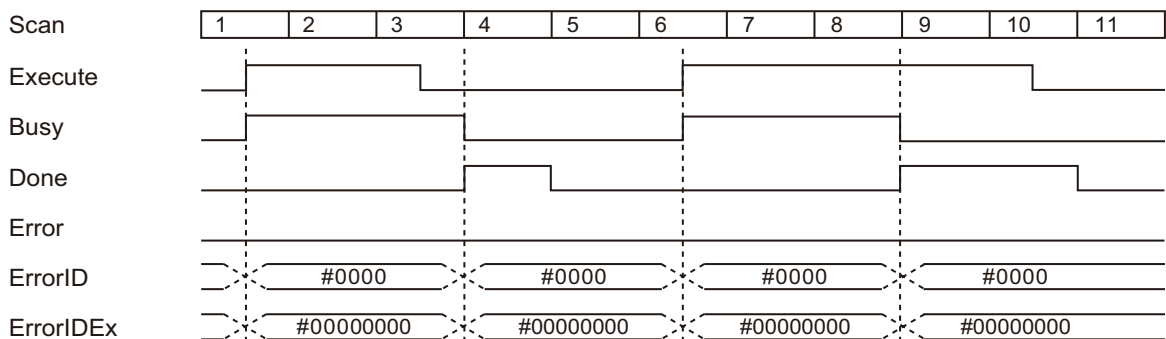 Scan 1 2 3 4 5 6 7 8 9 10 11
Execute
Busy
Done
Error
ErrorID #0000 #0000 #0000 #0000
ErrorIDEx #00000000 #00000000 #00000000 #00000000